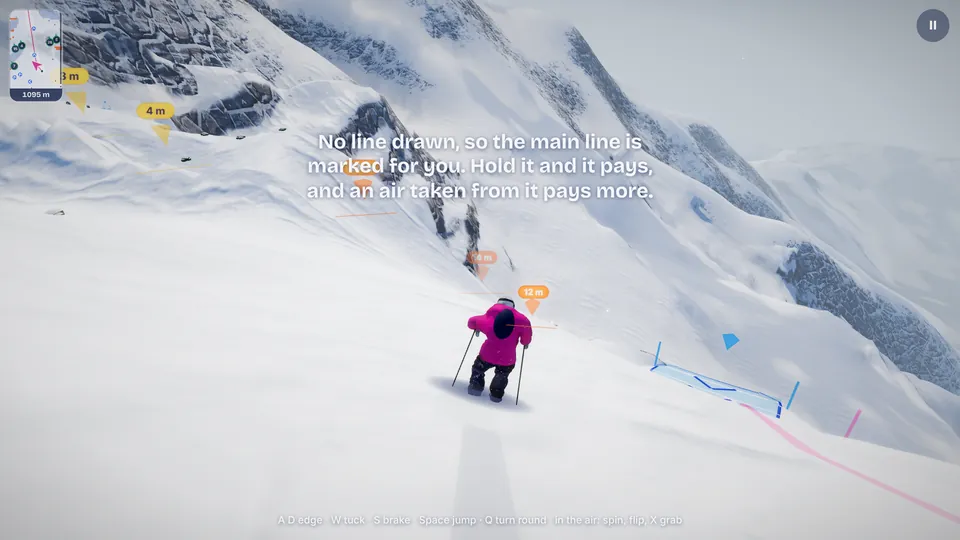 1095 m
3 m
4 m
No line drawn, so the main line is
marked for you. Hold it and it pays,
and an air taken from it pays more.
12 m
A D edge · W tuck · S brake · Space jump · Q turn round · In the air: spin, flip, X grab